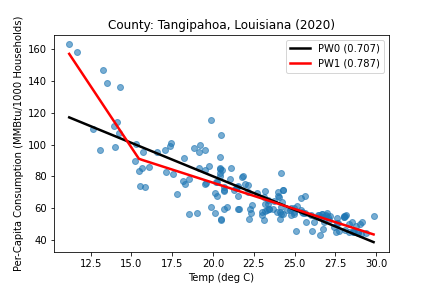 County: Tangipahoa, Louisiana (2020)
Per-Capita Consumption (MMBtu/1000 Households)
160
140
120
100
80
60
40
PW0 (0.707)
PW1 (0.787)
12.5 15.0 17.5 20.0 22.5 25.0 27.5 30.0
Temp (deg C)